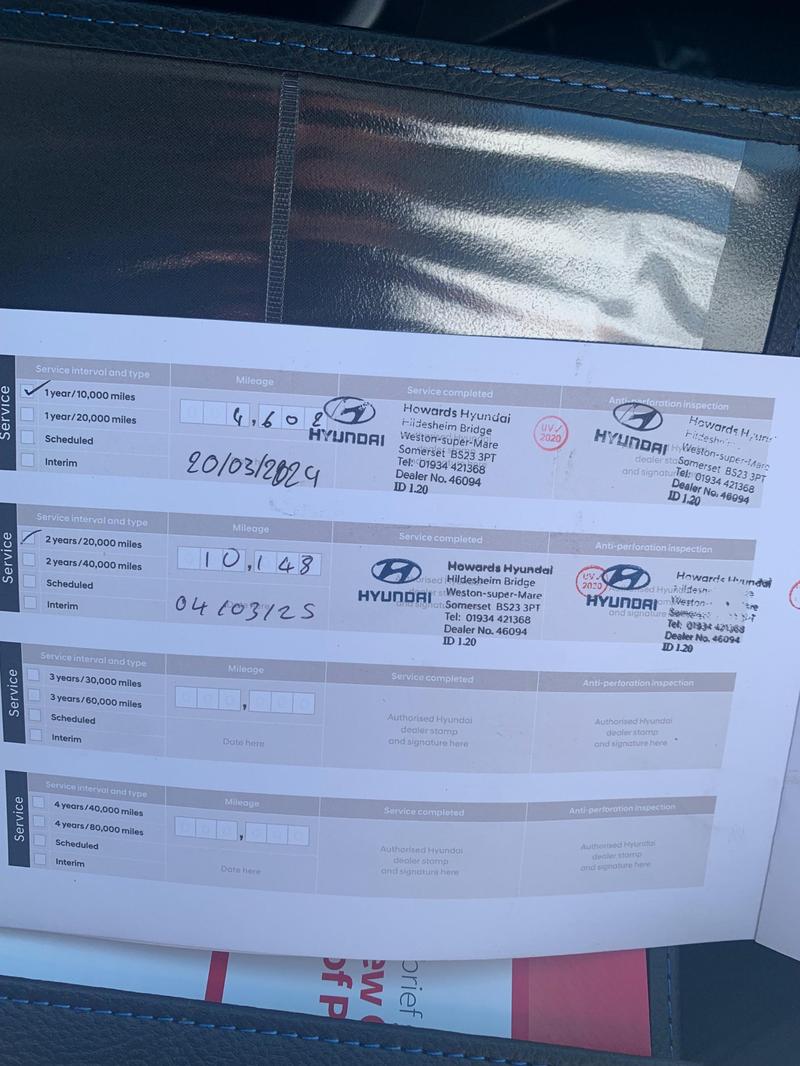 Service
Service interval and type
Mileage
Service completed
Anti-perforation inspection
1 year/10,000 miles
1 year/20,000 miles
Scheduled
Interim
4,602
20/03/2024
HYUNDAI
Howards Hyundai
Hildesheim Bridge
Weston-super-Mare
Somerset BS23 3PT
Tel: 01934 421368
Dealer No. 46094
ID 1.20
UV✓
2020
HYUNDAI
Howards Hyundai
Weston-super-Mare
Somerset BS23 3PT
Tel: 01934 421368
Dealer No. 46094
ID 1.20
Service
Service interval and type
Mileage
Service completed
Anti-perforation inspection
2 years/20,000 miles
2 years/40,000 miles
Scheduled
Interim
10,148
04/03/25
HYUNDAI
Howards Hyundai
Hildesheim Bridge
Weston-super-Mare
Somerset BS23 3PT
Tel: 01934 421368
Dealer No. 46094
ID 1.20
UV✓
2020
HYUNDAI
Howards Hyundai
Tel: 01934 421368
Dealer No. 46094
ID 1.20
Service
Service interval and type
Mileage
Service completed
Anti-perforation inspection
3 years/30,000 miles
3 years/60,000 miles
Scheduled
Interim
Date here
Authorised Hyundai
dealer stamp
and signature here
Authorised Hyundai
dealer stamp
and signature here
Service
Service interval and type
Mileage
Service completed
Anti-perforation inspection
4 years/40,000 miles
4 years/80,000 miles
Scheduled
Interim
Date here
Authorised Hyundai
dealer stamp
and signature here
Authorised Hyundai
dealer stamp
and signature here
brief
of